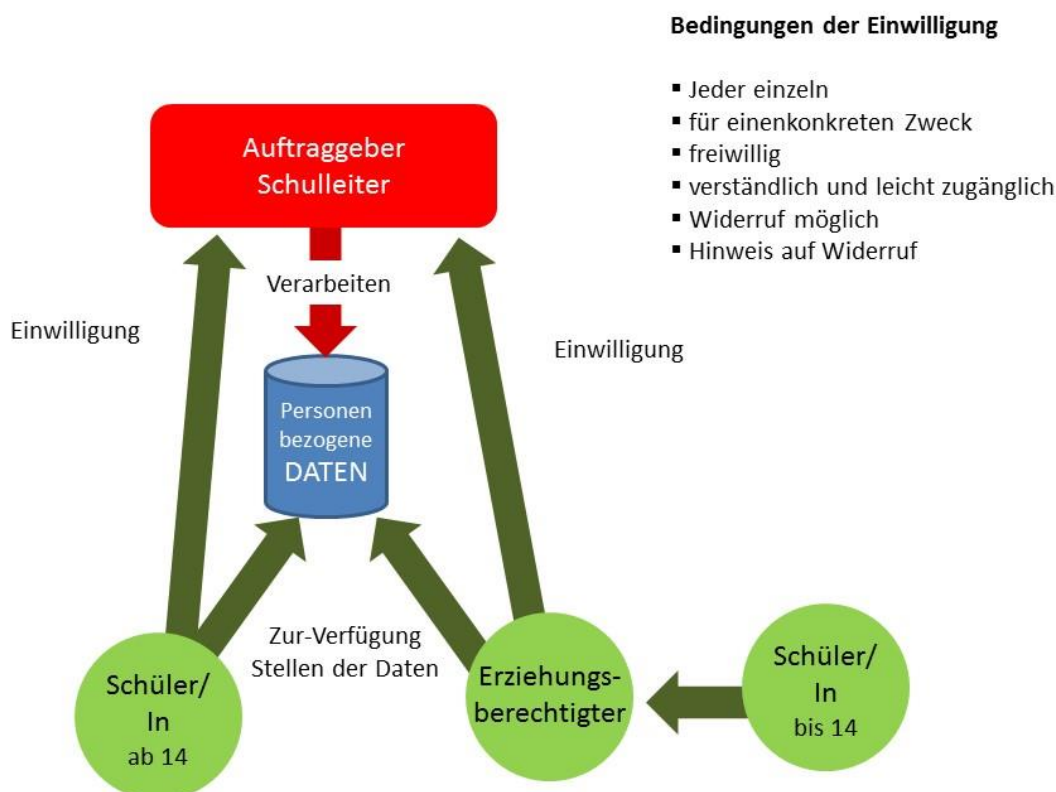 Bedingungen der Einwilligung
▪ Jeder einzeln
▪ für einenkonkreten Zweck
▪ freiwillig
▪ verständlich und leicht zugänglich
▪ Widerruf möglich
▪ Hinweis auf Widerruf
Auftraggeber
Schulleiter
Verarbeiten
Einwilligung
Einwilligung
Personen
bezogene
DATEN
Zur-Verfügung
Stellen der Daten
Schüler/
In
ab 14
Erziehungs-
berechtigter
Schüler/
In
bis 14